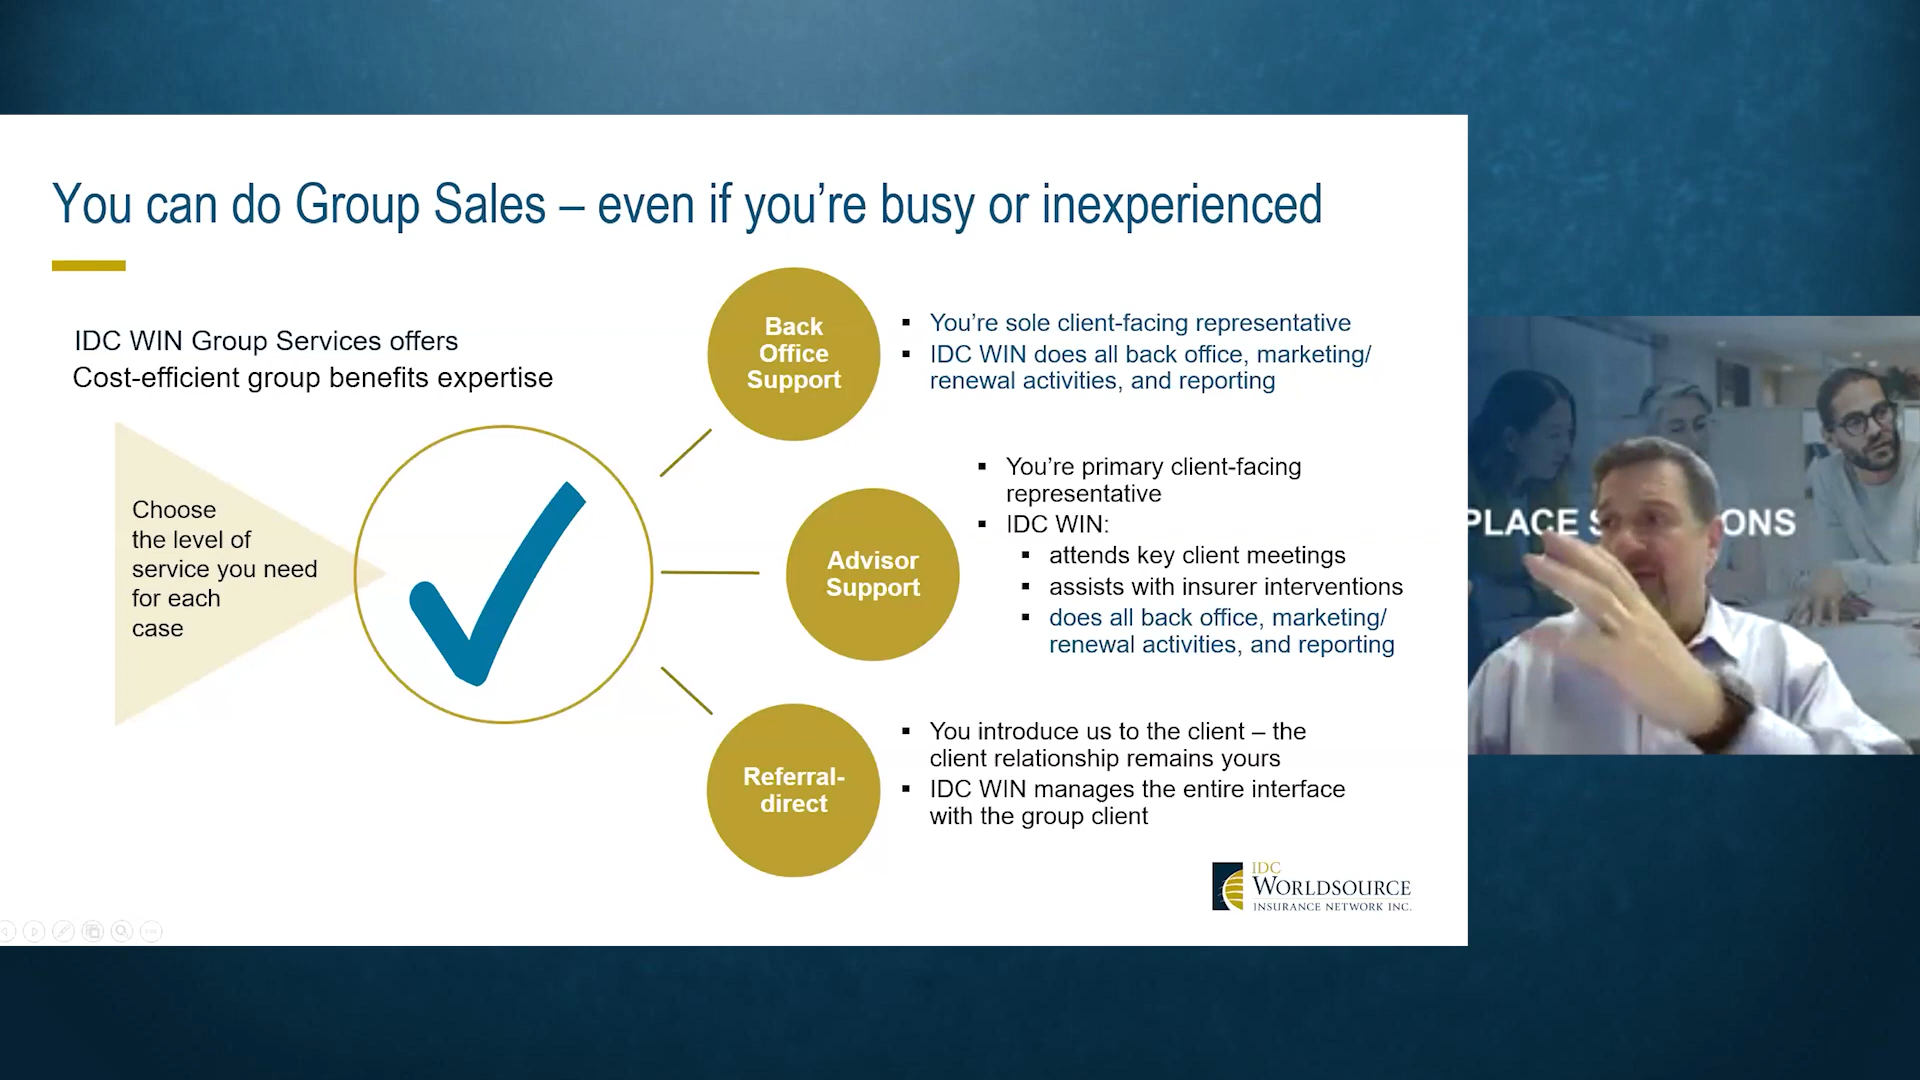 You can do Group Sales – even if you’re busy or inexperienced
IDC WIN Group Services offers
Cost-efficient group benefits expertise
Choose
the level of
service you need
for each
case
Back
Office
Support
▪ You’re sole client-facing representative
▪ IDC WIN does all back office, marketing/
renewal activities, and reporting
Advisor
Support
▪ You’re primary client-facing
representative
▪ IDC WIN:
▪ attends key client meetings
▪ assists with insurer interventions
▪ does all back office, marketing/
renewal activities, and reporting
Referral-
direct
▪ You introduce us to the client – the
client relationship remains yours
▪ IDC WIN manages the entire interface
with the group client
IDC
WORLDSOURCE
INSURANCE NETWORK INC.